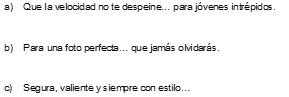 a) Que la velocidad no te despeine... para jóvenes intrépidos.
b) Para una foto perfecta... que jamás olvidarás.
c) Segura, valiente y siempre con estilo...